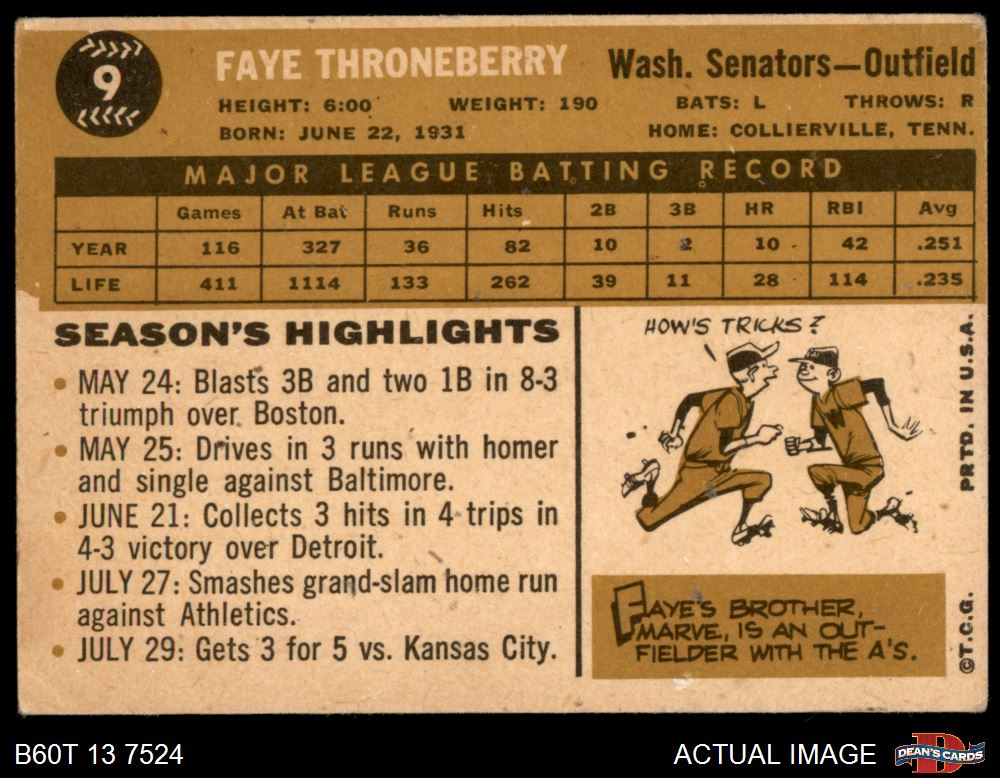 9
FAYE THRONEBERRY Wash. Senators—Outfield
HEIGHT: 6:00 WEIGHT: 190 BATS: L THROWS: R
BORN: JUNE 22, 1931 HOME: COLLIERVILLE, TENN.
MAJOR LEAGUE BATTING RECORD
Games At Bat Runs Hits 2B 3B HR RBI Avg
YEAR 116 327 36 82 10 2 10 42 .251
LIFE 411 1114 133 262 39 11 28 114 .235
SEASON'S HIGHLIGHTS
• MAY 24: Blasts 3B and two 1B in 8-3
triumph over Boston.
• MAY 25: Drives in 3 runs with homer
and single against Baltimore.
• JUNE 21: Collects 3 hits in 4 trips in
4-3 victory over Detroit.
• JULY 27: Smashes grand-slam home run
against Athletics.
• JULY 29: Gets 3 for 5 vs. Kansas City.
HOW'S TRICKS?
W
FAYE'S BROTHER,
MARVE, IS AN OUT-
FIELDER WITH THE A'S.
©T.C.G. PRTD. IN U.S.A.
B60T 13 7524 ACTUAL IMAGE DEAN'S CARDS